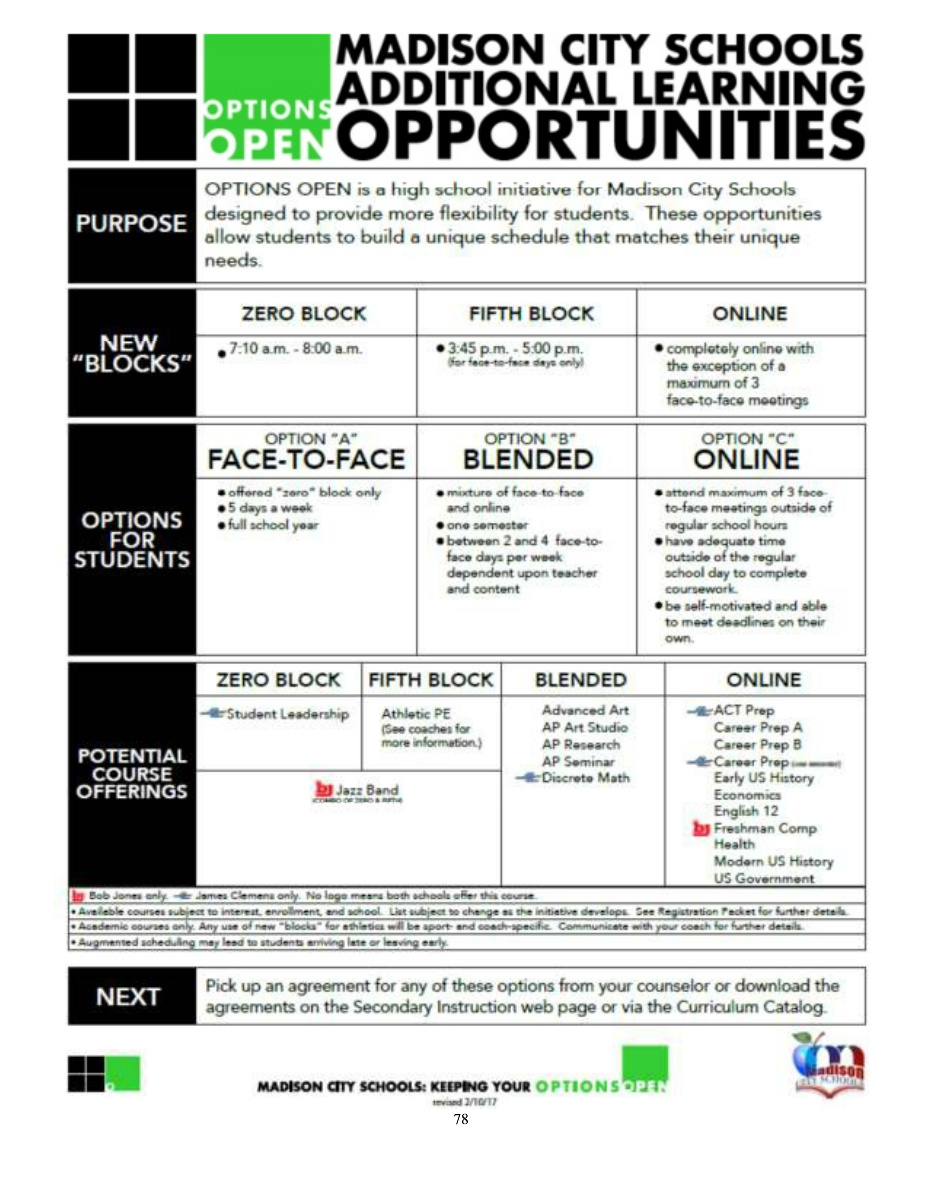 MADISON CITY SCHOOLS
ADDITIONAL LEARNING
OPPORTUNITIES
OPTIONS
OPEN
PURPOSE
OPTIONS OPEN is a high school initiative for Madison City Schools
designed to provide more flexibility for students. These opportunities
allow students to build a unique schedule that matches their unique
needs.
NEW
“BLOCKS”
ZERO BLOCK
• 7:10 a.m. - 8:00 a.m.
FIFTH BLOCK
• 3:45 p.m. - 5:00 p.m.
(for face-to-face days only)
ONLINE
• completely online with
the exception of a
maximum of 3
face-to-face meetings
OPTIONS
FOR
STUDENTS
OPTION “A”
FACE-TO-FACE
• offered “zero” block only
• 5 days a week
• full school year
OPTION “B”
BLENDED
• mixture of face-to-face
and online
• one semester
• between 2 and 4 face-to-
face days per week
dependent upon teacher
and content
OPTION “C”
ONLINE
• attend maximum of 3 face-
to-face meetings outside of
regular school hours
• have adequate time
outside of the regular
school day to complete
coursework.
• be self-motivated and able
to meet deadlines on their
own.
POTENTIAL
COURSE
OFFERINGS
ZERO BLOCK
Student Leadership
FIFTH BLOCK
Athletic PE
(See coaches for
more information.)
bj Jazz Band
(COMBO OF ZERO & FIFTH)
BLENDED
Advanced Art
AP Art Studio
AP Research
AP Seminar
Discrete Math
ONLINE
ACT Prep
Career Prep A
Career Prep B
Career Prep
Early US History
Economics
English 12
bj Freshman Comp
Health
Modern US History
US Government
bj Bob Jones only. James Clemens only. No logo means both schools offer this course.
• Available courses subject to interest, enrollment, and school. List subject to change as the initiative develops. See Registration Packet for further details.
• Academic courses only. Any use of new “blocks” for athletics will be sport- and coach-specific. Communicate with your coach for further details.
• Augmented scheduling may lead to students arriving late or leaving early.
NEXT
Pick up an agreement for any of these options from your counselor or download the
agreements on the Secondary Instruction web page or via the Curriculum Catalog.
MADISON CITY SCHOOLS: KEEPING YOUR OPTIONS OPEN
revised 2/10/17
Madison
CITY SCHOOLS
78